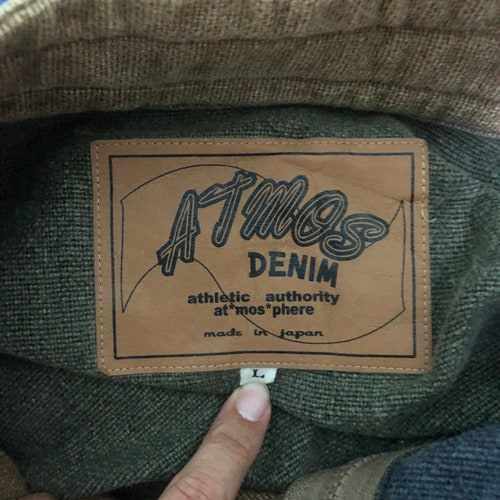 ATMOS
DENIM
athletic authority
at*mos*phere
made in japan
L